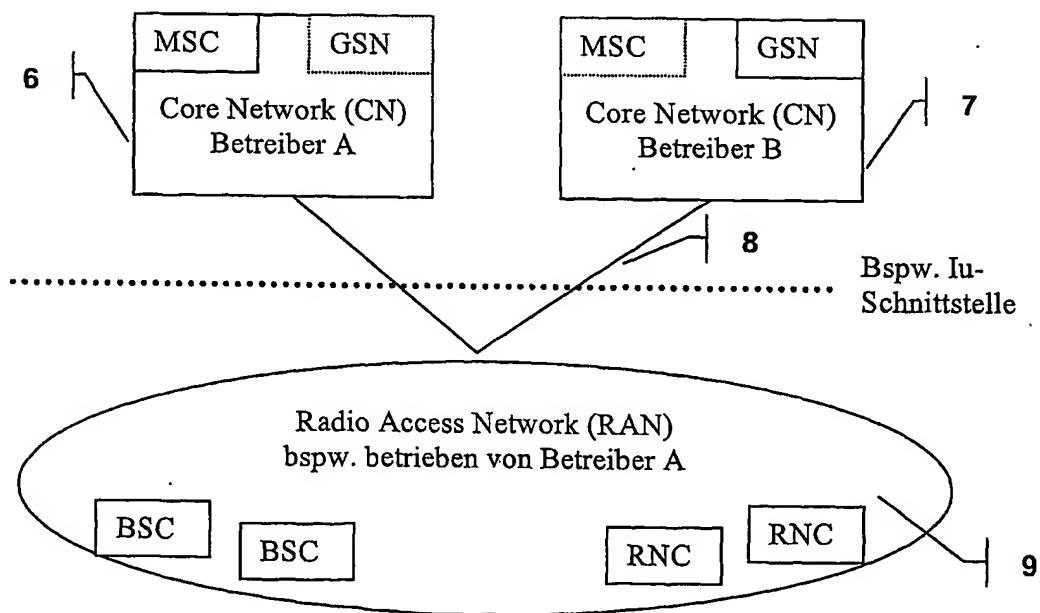 MSC
GSN
MSC
GSN
6
7
Core Network (CN)
Betreiber A
Core Network (CN)
Betreiber B
8
Bspw. Iu-
Schnittstelle
Radio Access Network (RAN)
bspw. betrieben von Betreiber A
BSC
BSC
RNC
RNC
9